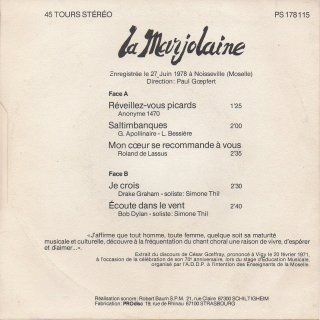 45 TOURS STÉRÉO
PS 178 115
la Marjolaine
Enregistrée le 27 Juin 1978 à Noisseville (Moselle)
Direction : Paul Gœpfert
Face A
Réveillez-vous picards 1'25
Anonyme 1470
Saltimbanques 2'00
G. Apollinaire - L. Bessière
Mon cœur se recommande à vous
Roland de Lassus 2'35
Face B
Je crois 2'30
Drake Graham - soliste : Simone Thil
Écoute dans le vent 2'40
Bob Dylan - soliste : Simone Thil
«J'affirme que tout homme, toute femme, quelque soit sa maturité
musicale et culturelle, découvre à la fréquentation du chant choral une raison de vivre, d'espérer
et d'aimer...».
Extrait du discours de César Geoffray, prononcé à Vigy le 20 février 1971,
à l'occasion de la célébration de son 70e anniversaire, lors du stage d'Education Musicale,
organisé par l'A.D.D.P. à l'intention des Enseignants de la Moselle.
Réalisation sonore : Robert Baum S.P.M. 21, rue Claire 67300 SCHILTIGHEIM
Fabrication : PROdisc 19, rue de Rhinau 67100 STRASBOURG